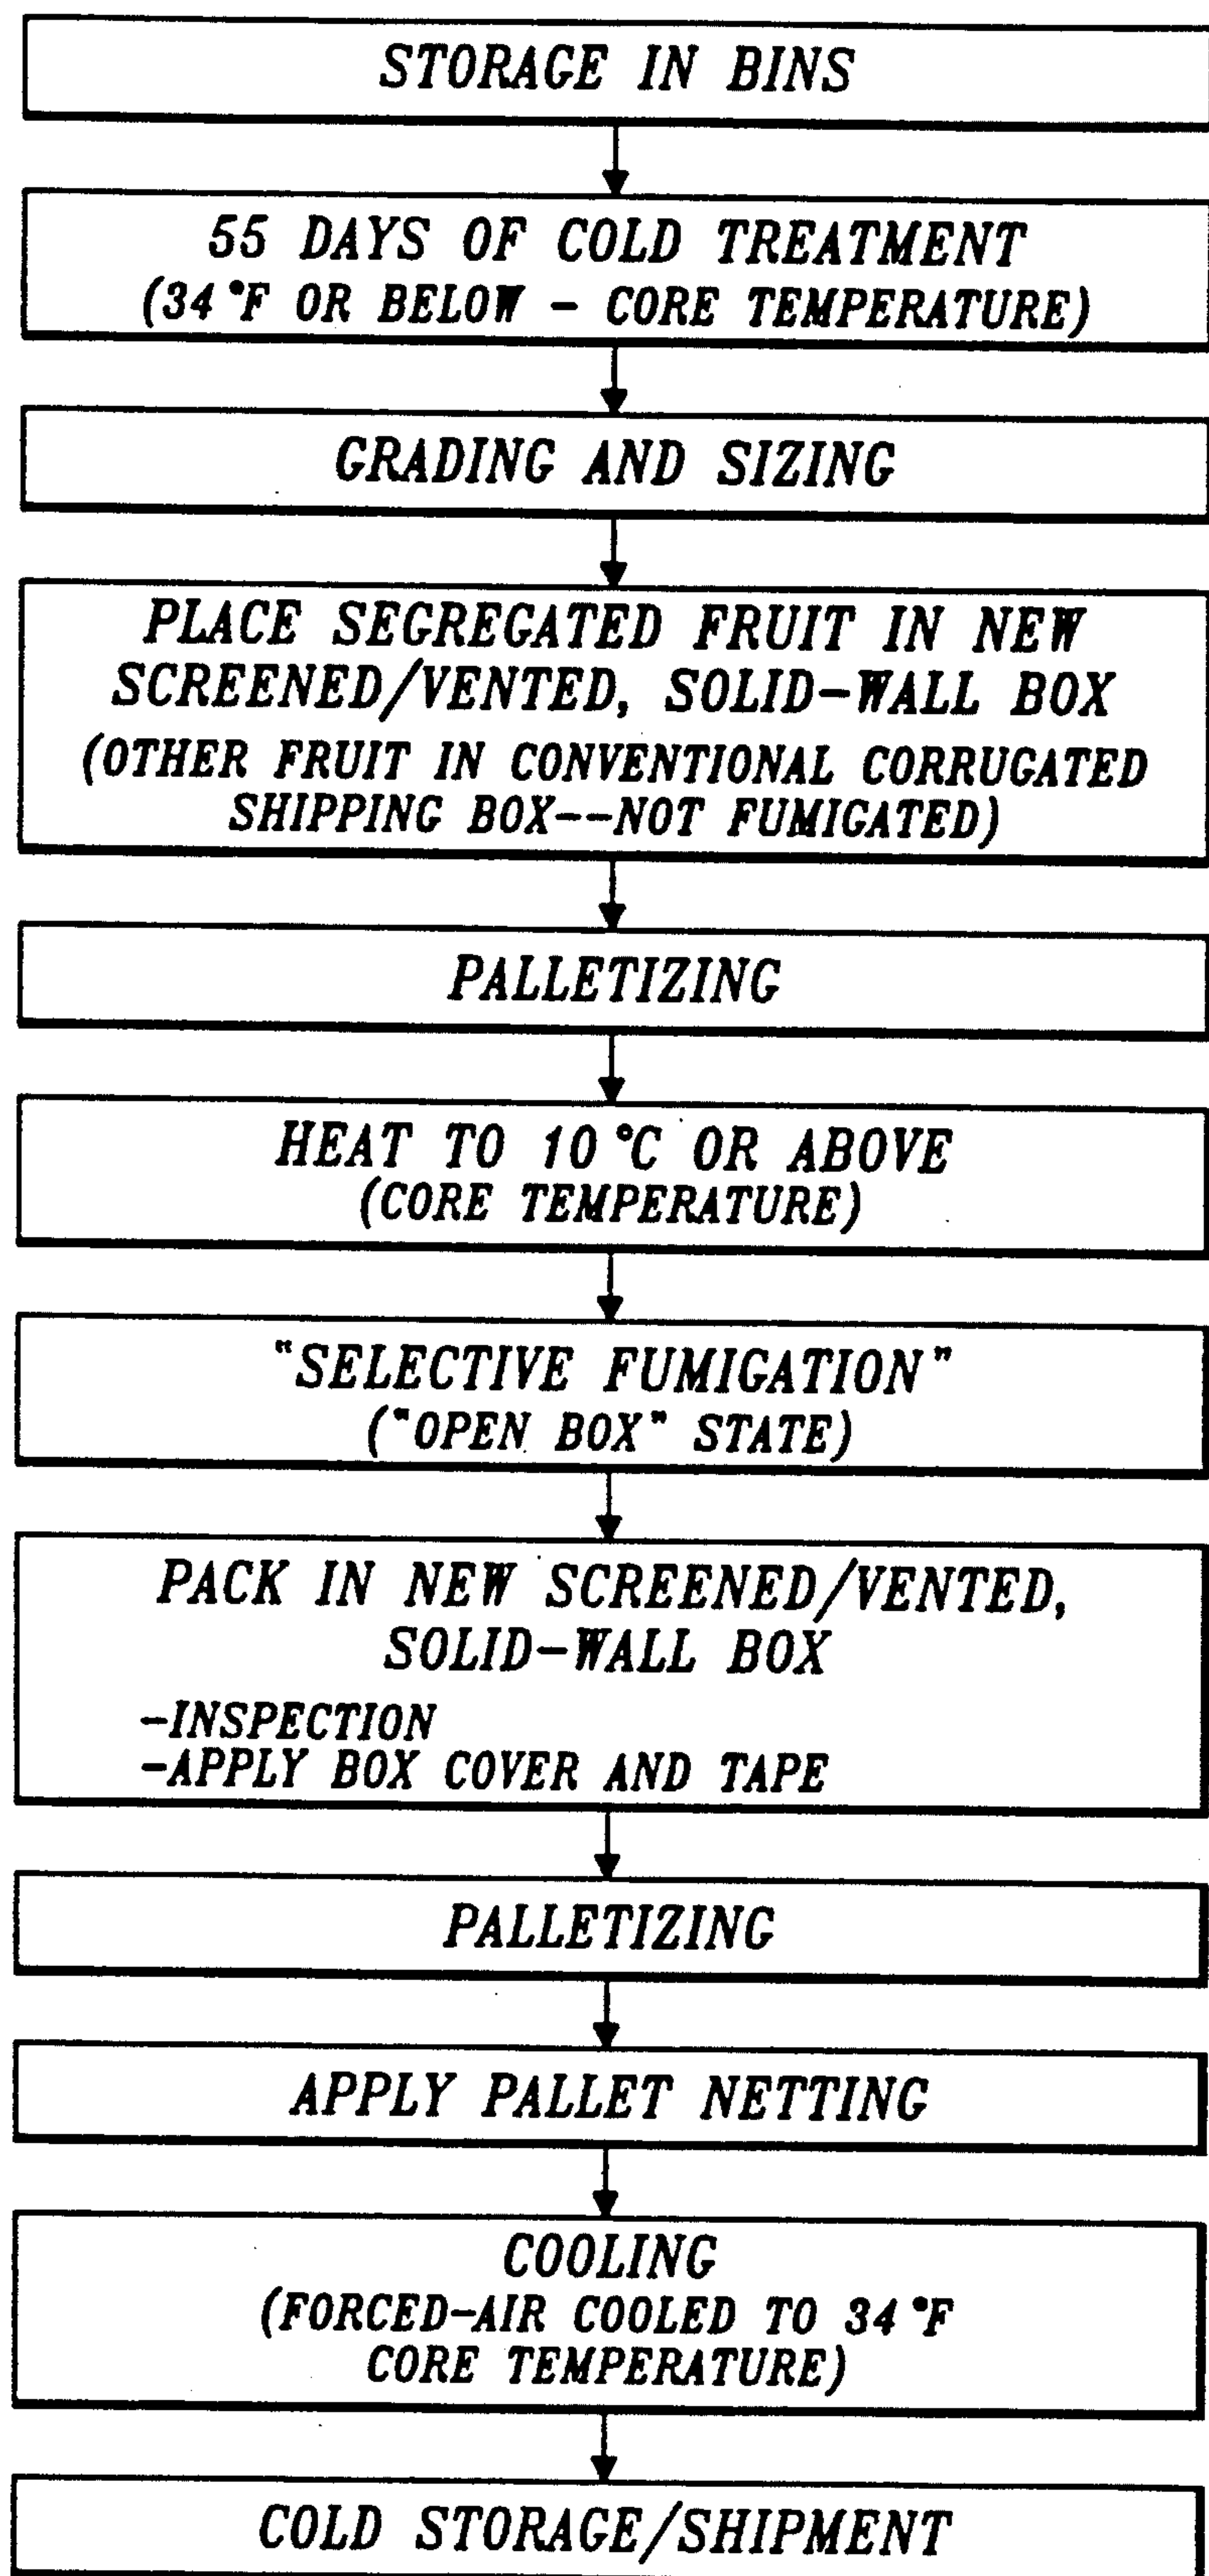 STORAGE IN BINS
55 DAYS OF COLD TREATMENT
(34°F OR BELOW - CORE TEMPERATURE)
GRADING AND SIZING
PLACE SEGREGATED FRUIT IN NEW
SCREENED/VENTED, SOLID-WALL BOX
(OTHER FRUIT IN CONVENTIONAL CORRUGATED
SHIPPING BOX--NOT FUMIGATED)
PALLETIZING
HEAT TO 10°C OR ABOVE
(CORE TEMPERATURE)
"SELECTIVE FUMIGATION"
("OPEN BOX" STATE)
PACK IN NEW SCREENED/VENTED,
SOLID-WALL BOX
-INSPECTION
-APPLY BOX COVER AND TAPE
PALLETIZING
APPLY PALLET NETTING
COOLING
(FORCED-AIR COOLED TO 34°F
CORE TEMPERATURE)
COLD STORAGE/SHIPMENT